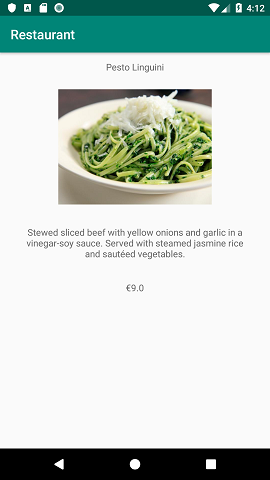 4:12
Restaurant
Pesto Linguini
Stewed sliced beef with yellow onions and garlic in a
vinegar-soy sauce. Served with steamed jasmine rice
and sautéed vegetables.
€9.0